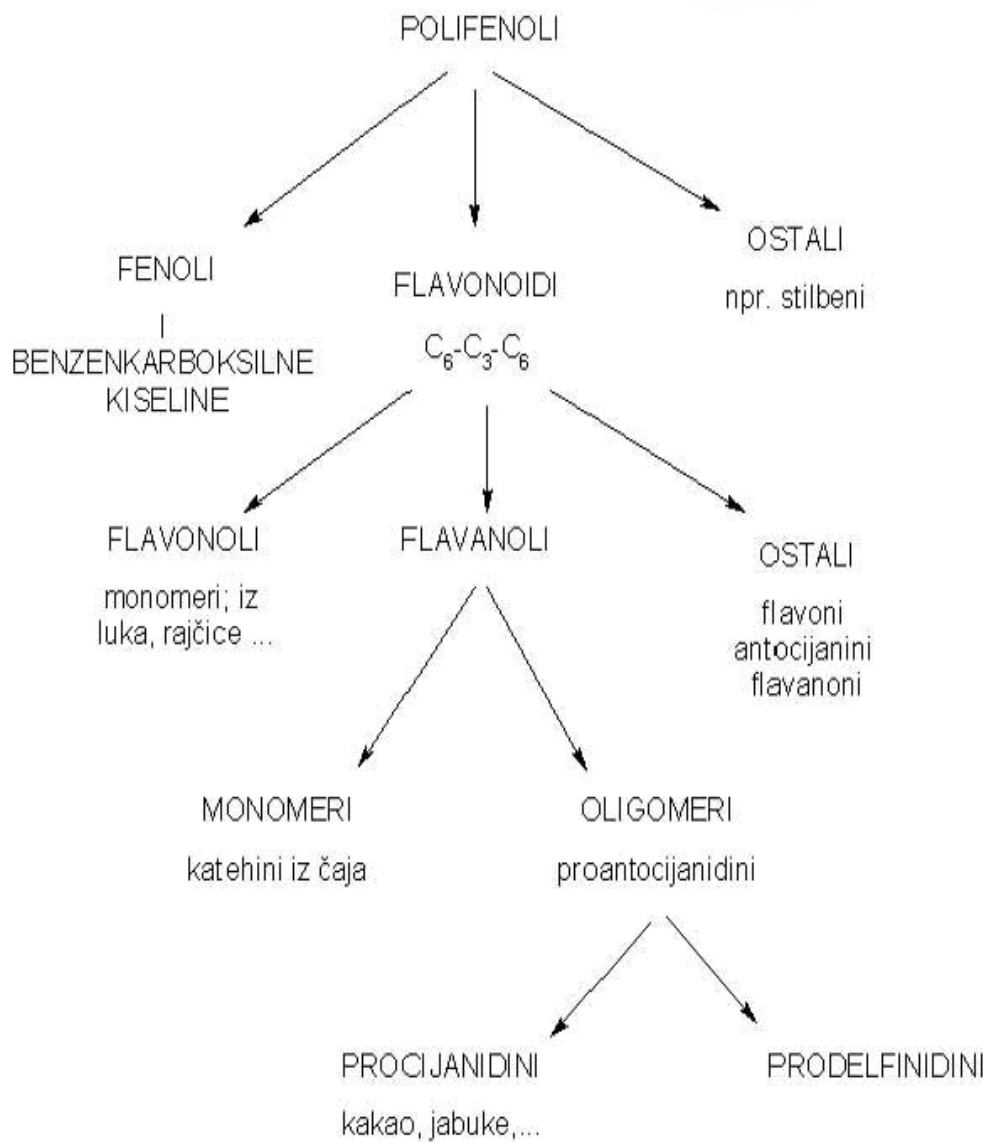 POLIFENOLI
FENOLI
I
BENZENKARBOKSILNE
KISELINE
FLAVONOIDI
C₆-C₃-C₆
OSTALI
npr. stilbeni
FLAVONOLI
monomeri; iz
luka, rajčice ...
FLAVANOLI
OSTALI
flavoni
antocijanini
flavanoni
MONOMERI
katehini iz čaja
OLIGOMERI
proantocijanidini
PROCIJANIDINI
kakao, jabuke,...
PRODELFINIDINI